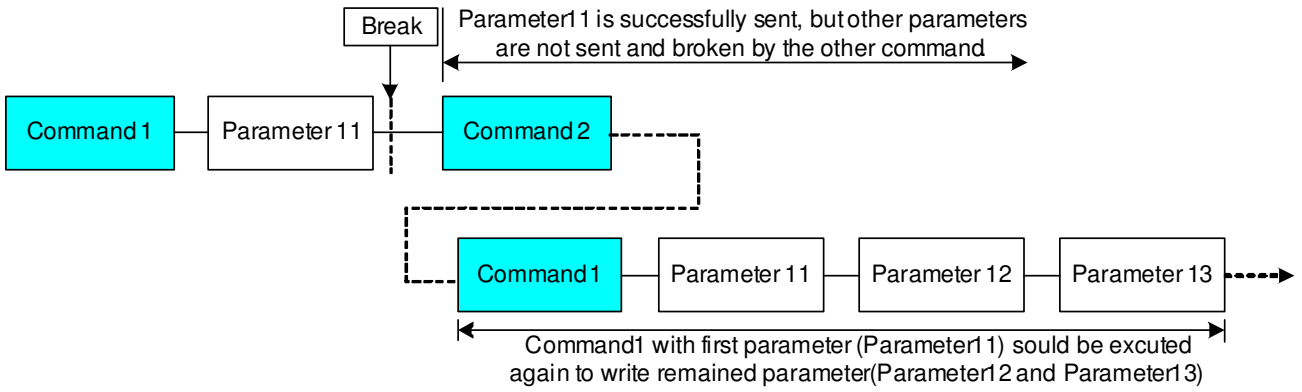 Break
Parameter11 is successfully sent, but other parameters
are not sent and broken by the other command.
Command 1
Parameter 11
Command 2
Command 1
Parameter 11
Parameter 12
Parameter 13
Command1 with first parameter (Parameter11) sould be excuted
again to write remained parameter(Parameter12 and Parameter13)